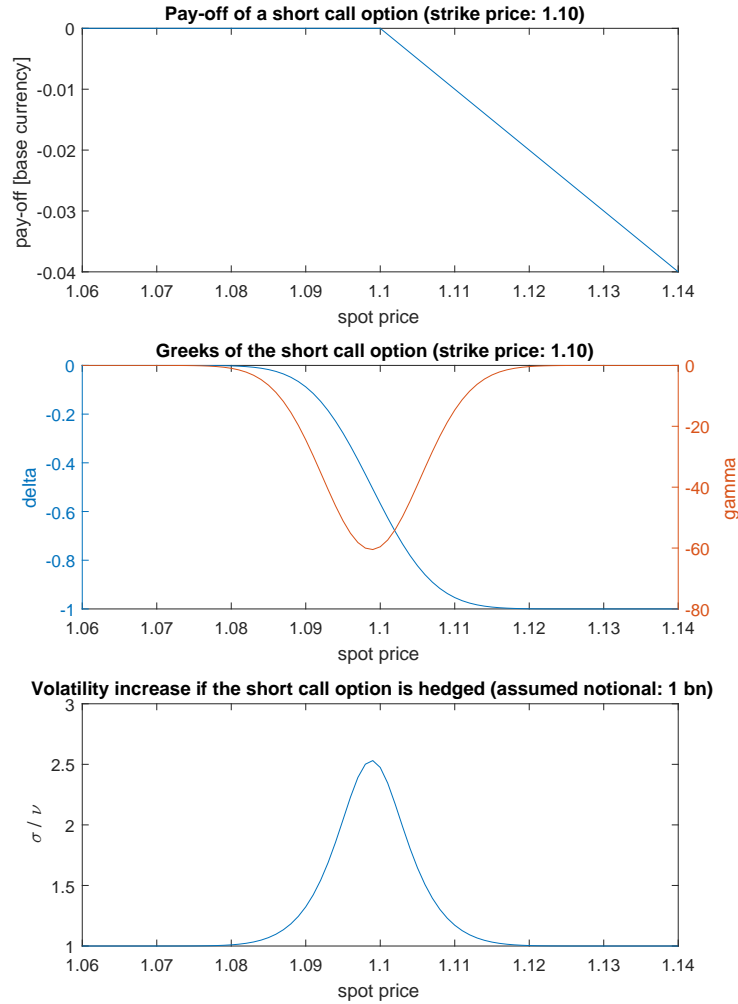 Pay-off of a short call option (strike price: 1.10)
0
-0.01
-0.02
-0.03
-0.04
pay-off [base currency]
1.06 1.07 1.08 1.09 1.1 1.11 1.12 1.13 1.14
spot price
Greeks of the short call option (strike price: 1.10)
0
-0.2
-0.4
-0.6
-0.8
-1
delta
0
-20
-40
-60
-80
gamma
1.06 1.07 1.08 1.09 1.1 1.11 1.12 1.13 1.14
spot price
Volatility increase if the short call option is hedged (assumed notional: 1 bn)
3
2.5
2
1.5
1
σ / ν
1.06 1.07 1.08 1.09 1.1 1.11 1.12 1.13 1.14
spot price